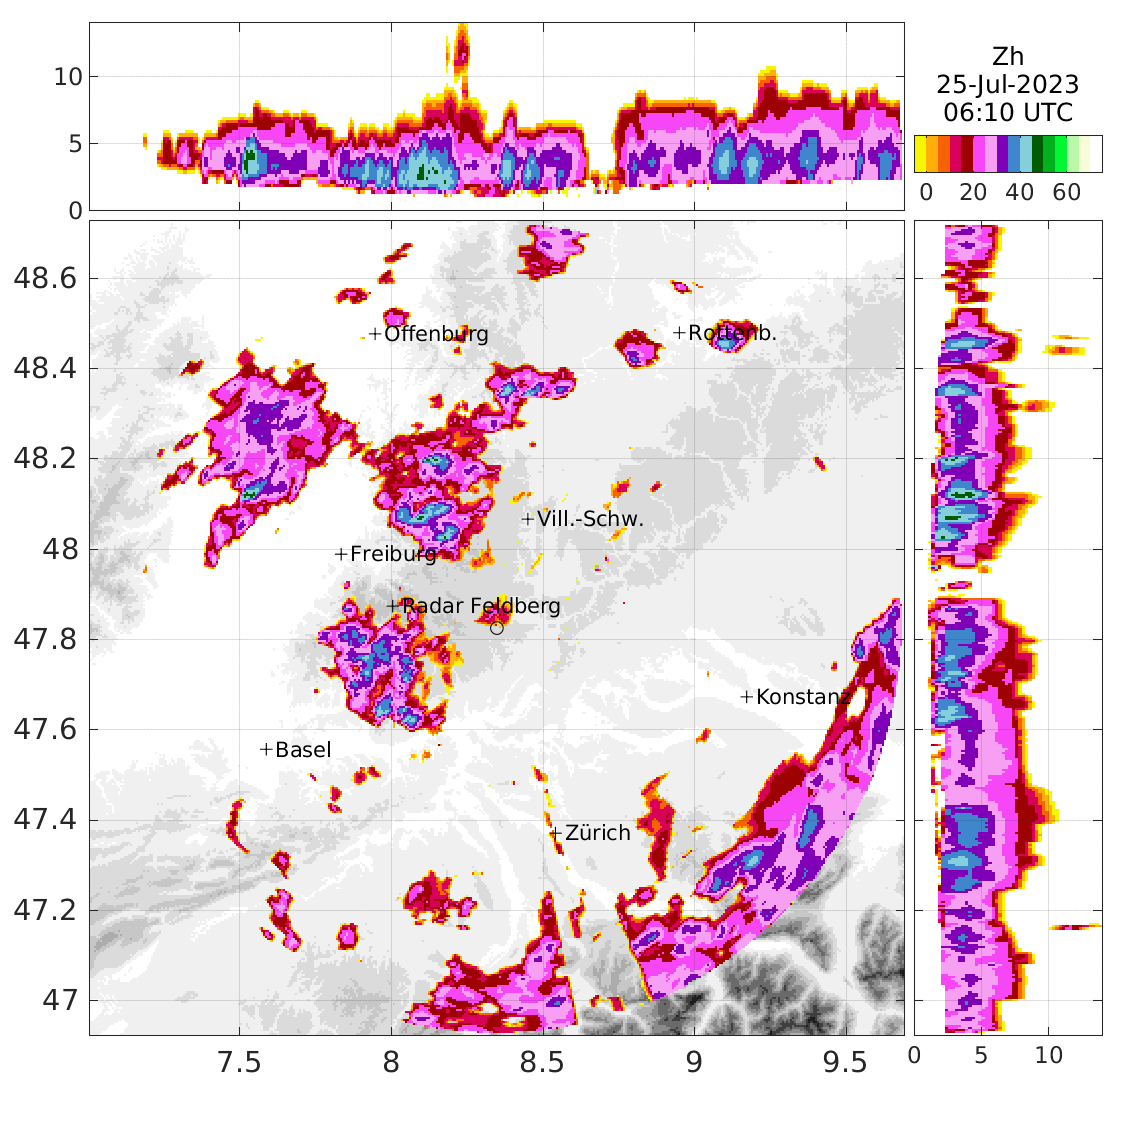 10
5
0
Zh
25-Jul-2023
06:10 UTC
0 20 40 60
48.6
48.4
48.2
48
47.8
47.6
47.4
47.2
47
+Offenburg
+Rottenb.
+Vill.-Schw.
+Freiburg
+Radar Feldberg
+Konstanz
+Basel
+Zürich
7.5 8 8.5 9 9.5
0 5 10